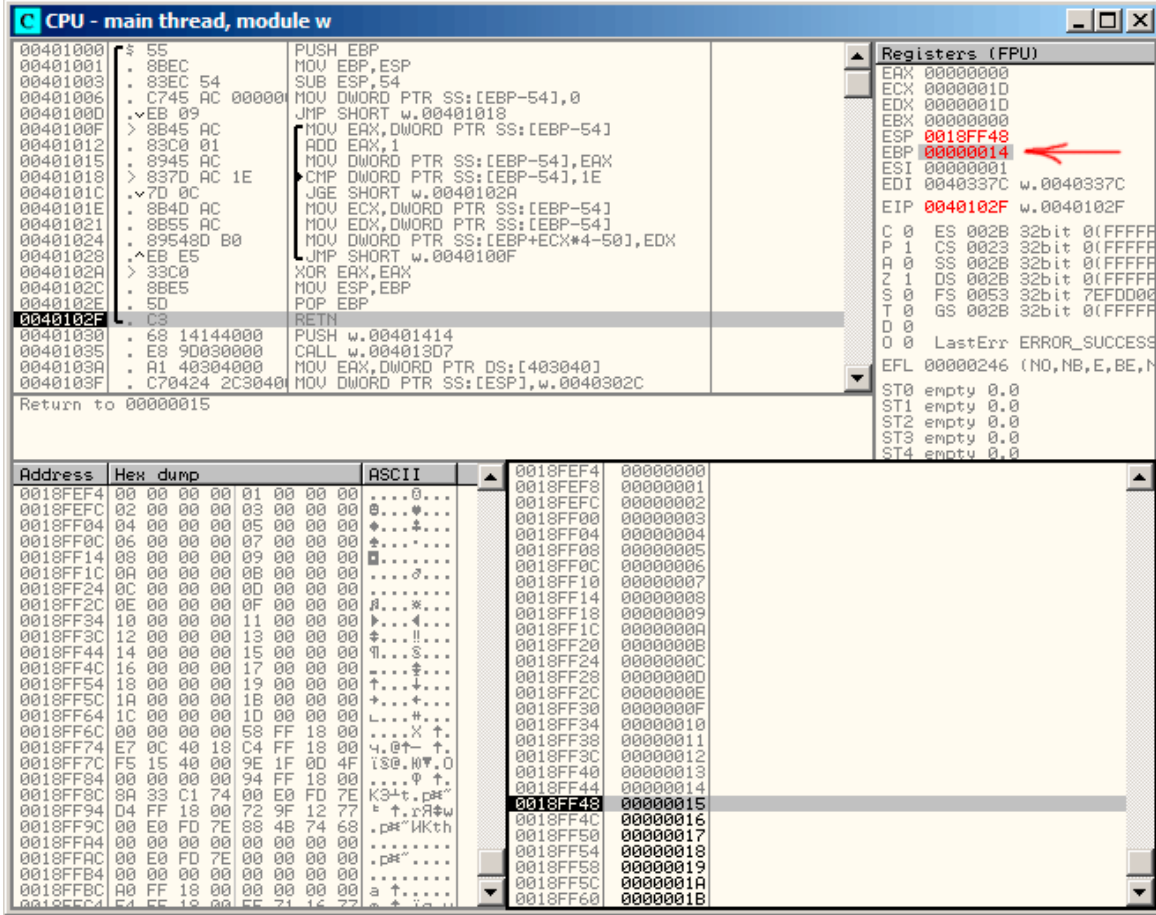 CPU - main thread, module w
00401000 $ 55 PUSH EBP
00401001 . 8BEC MOV EBP,ESP
00401003 . 83EC 54 SUB ESP,54
00401006 . C745 AC 000000 MOV DWORD PTR SS:[EBP-54],0
0040100D . EB 09 JMP SHORT w.00401018
0040100F > 8B45 AC MOV EAX,DWORD PTR SS:[EBP-54]
00401012 . 83C0 01 ADD EAX,1
00401015 . 8945 AC MOV DWORD PTR SS:[EBP-54],EAX
00401018 > 837D AC 1E CMP DWORD PTR SS:[EBP-54],1E
0040101C . 7D 0C JGE SHORT w.0040102A
0040101E . 8B4D AC MOV ECX,DWORD PTR SS:[EBP-54]
00401021 . 8B55 AC MOV EDX,DWORD PTR SS:[EBP-54]
00401024 . 89548D B0 MOV DWORD PTR SS:[EBP+ECX*4-50],EDX
00401028 .^EB E5 JMP SHORT w.0040100F
0040102A > 33C0 XOR EAX,EAX
0040102C . 8BE5 MOV ESP,EBP
0040102E . 5D POP EBP
0040102F . C3 RETN
00401030 . 68 14144000 PUSH w.00401414
00401035 . E8 9D030000 CALL w.004013D7
0040103A . A1 40304000 MOV EAX,DWORD PTR DS:[403040]
0040103F . C70424 2C3040 MOV DWORD PTR SS:[ESP],w.0040302C
Return to 00000015
Registers (FPU)
EAX 00000000
ECX 0000001D
EDX 0000001D
EBX 00000000
ESP 0018FF48
EBP 00000014
ESI 00000001
EDI 0040337C w.0040337C
EIP 0040102F w.0040102F
C 0 ES 002B 32bit 0(FFFFF
P 1 CS 0023 32bit 0(FFFFF
A 0 SS 002B 32bit 0(FFFFF
Z 1 DS 002B 32bit 0(FFFFF
S 0 FS 0053 32bit 7EFDD00
T 0 GS 002B 32bit 0(FFFFF
D 0
O 0 LastErr ERROR_SUCCESS
EFL 00000246 (NO,NB,E,BE,N
ST0 empty 0.0
ST1 empty 0.0
ST2 empty 0.0
ST3 empty 0.0
ST4 empty 0.0
Address Hex dump ASCII
0018FEF4 00 00 00 00 01 00 00 00
0018FEFC 02 00 00 00 03 00 00 00
0018FF04 04 00 00 00 05 00 00 00
0018FF0C 06 00 00 00 07 00 00 00
0018FF14 08 00 00 00 09 00 00 00
0018FF1C 0A 00 00 00 0B 00 00 00
0018FF24 0C 00 00 00 0D 00 00 00
0018FF2C 0E 00 00 00 0F 00 00 00
0018FF34 10 00 00 00 11 00 00 00
0018FF3C 12 00 00 00 13 00 00 00
0018FF44 14 00 00 00 15 00 00 00
0018FF4C 16 00 00 00 17 00 00 00
0018FF54 18 00 00 00 19 00 00 00
0018FF5C 1A 00 00 00 1B 00 00 00
0018FF64 1C 00 00 00 1D 00 00 00
0018FF6C 00 00 00 00 58 FF 18 00
0018FF74 E7 0C 40 18 C4 FF 18 00
0018FF7C F5 15 40 00 9E 1F 0D 4F
0018FF84 00 00 00 00 94 FF 18 00
0018FF8C 8A 33 C1 74 00 E0 FD 7E
0018FF94 D4 FF 18 00 72 9F 12 77
0018FF9C 00 E0 FD 7E 88 4B 74 68
0018FFA4 00 00 00 00 00 00 00 00
0018FFAC 00 E0 FD 7E 00 00 00 00
0018FFB4 00 00 00 00 00 00 00 00
0018FFBC A0 FF 18 00 00 00 00 00
0018FEF4 00000000
0018FEF8 00000001
0018FEFC 00000002
0018FF00 00000003
0018FF04 00000004
0018FF08 00000005
0018FF0C 00000006
0018FF10 00000007
0018FF14 00000008
0018FF18 00000009
0018FF1C 0000000A
0018FF20 0000000B
0018FF24 0000000C
0018FF28 0000000D
0018FF2C 0000000E
0018FF30 0000000F
0018FF34 00000010
0018FF38 00000011
0018FF3C 00000012
0018FF40 00000013
0018FF44 00000014
0018FF48 00000015
0018FF4C 00000016
0018FF50 00000017
0018FF54 00000018
0018FF58 00000019
0018FF5C 0000001A
0018FF60 0000001B